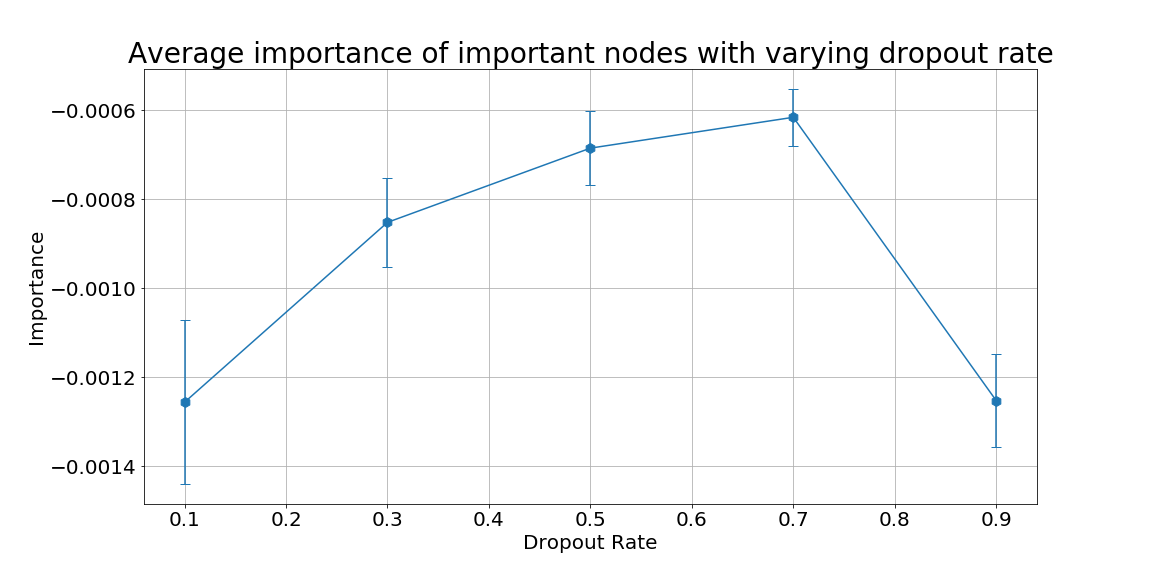 Average importance of important nodes with varying dropout rate
Importance
−0.0006
−0.0008
−0.0010
−0.0012
−0.0014
0.1 0.2 0.3 0.4 0.5 0.6 0.7 0.8 0.9
Dropout Rate